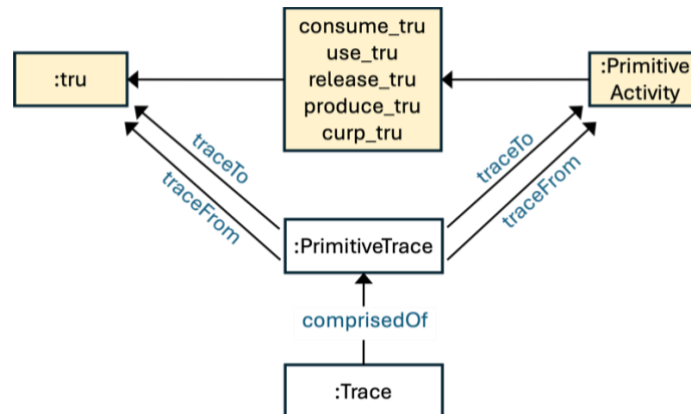 consume_tru
use_tru
release_tru
produce_tru
curp_tru
:tru
:Primitive
Activity
traceTo
traceFrom
traceTo
traceFrom
:PrimitiveTrace
comprisedOf
:Trace